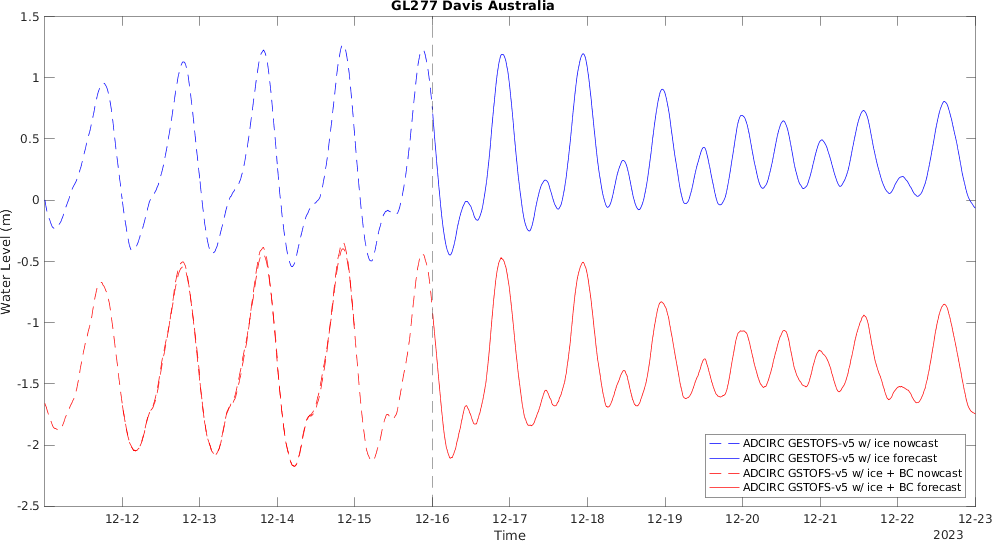 GL277 Davis Australia
Water Level (m)
1.5
1
0.5
0
-0.5
-1
-1.5
-2
-2.5
12-12 12-13 12-14 12-15 12-16 12-17 12-18 12-19 12-20 12-21 12-22 12-23
Time
2023
ADCIRC GESTOFS-v5 w/ ice nowcast
ADCIRC GESTOFS-v5 w/ ice forecast
ADCIRC GSTOFS-v5 w/ ice + BC nowcast
ADCIRC GSTOFS-v5 w/ ice + BC forecast